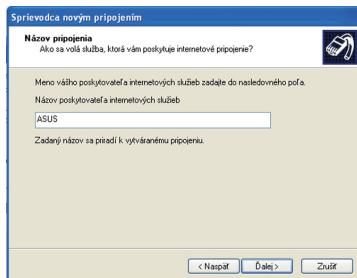 Sprievodca novým pripojením
Názov pripojenia
Ako sa volá služba, ktorá vám poskytuje internetové pripojenie?
Meno vášho poskytovateľa internetových služieb zadajte do nasledovného poľa.
Názov poskytovateľa internetových služieb
ASUS
Zadaný názov sa priradí k vytváranému pripojeniu.
< Naspäť
Ďalej >
Zrušiť